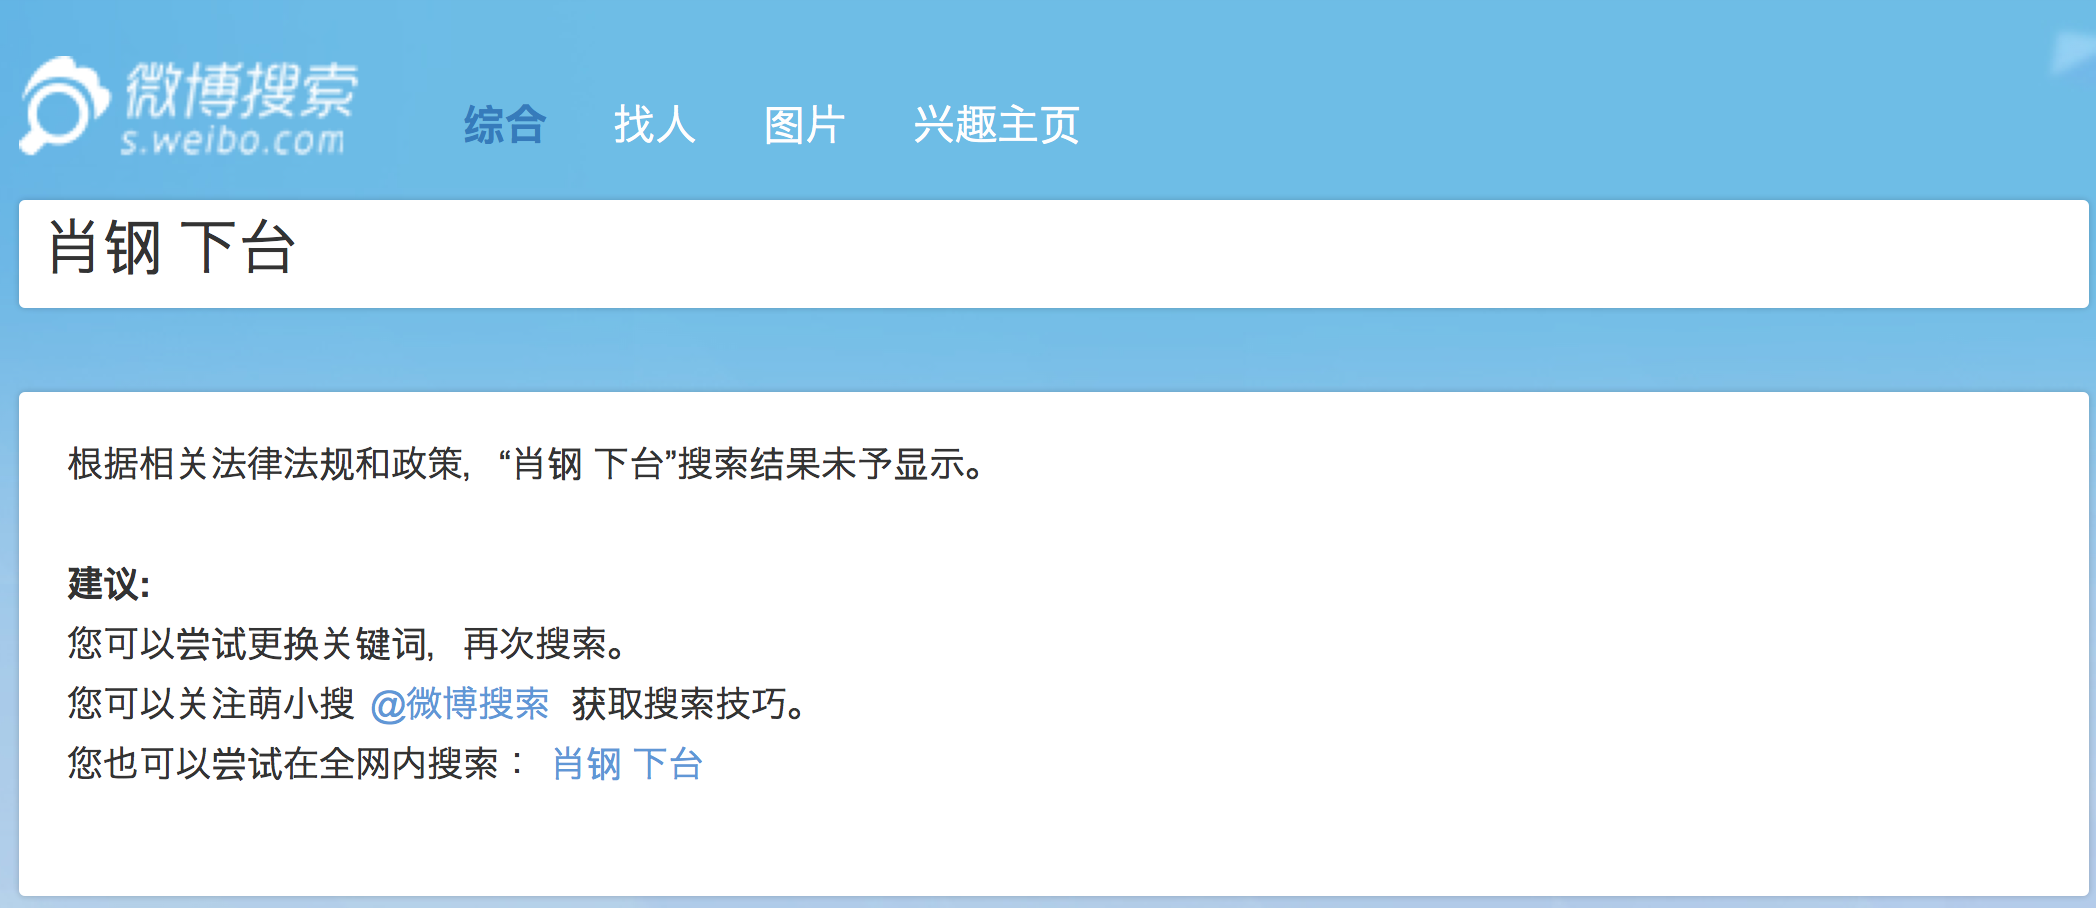 微博搜索
s.weibo.com
综合 找人 图片 兴趣主页
肖钢 下台
根据相关法律法规和政策,“肖钢 下台”搜索结果未予显示。
建议:
您可以尝试更换关键词,再次搜索。
您可以关注萌小搜 @微博搜索 获取搜索技巧。
您也可以尝试在全网内搜索：肖钢 下台